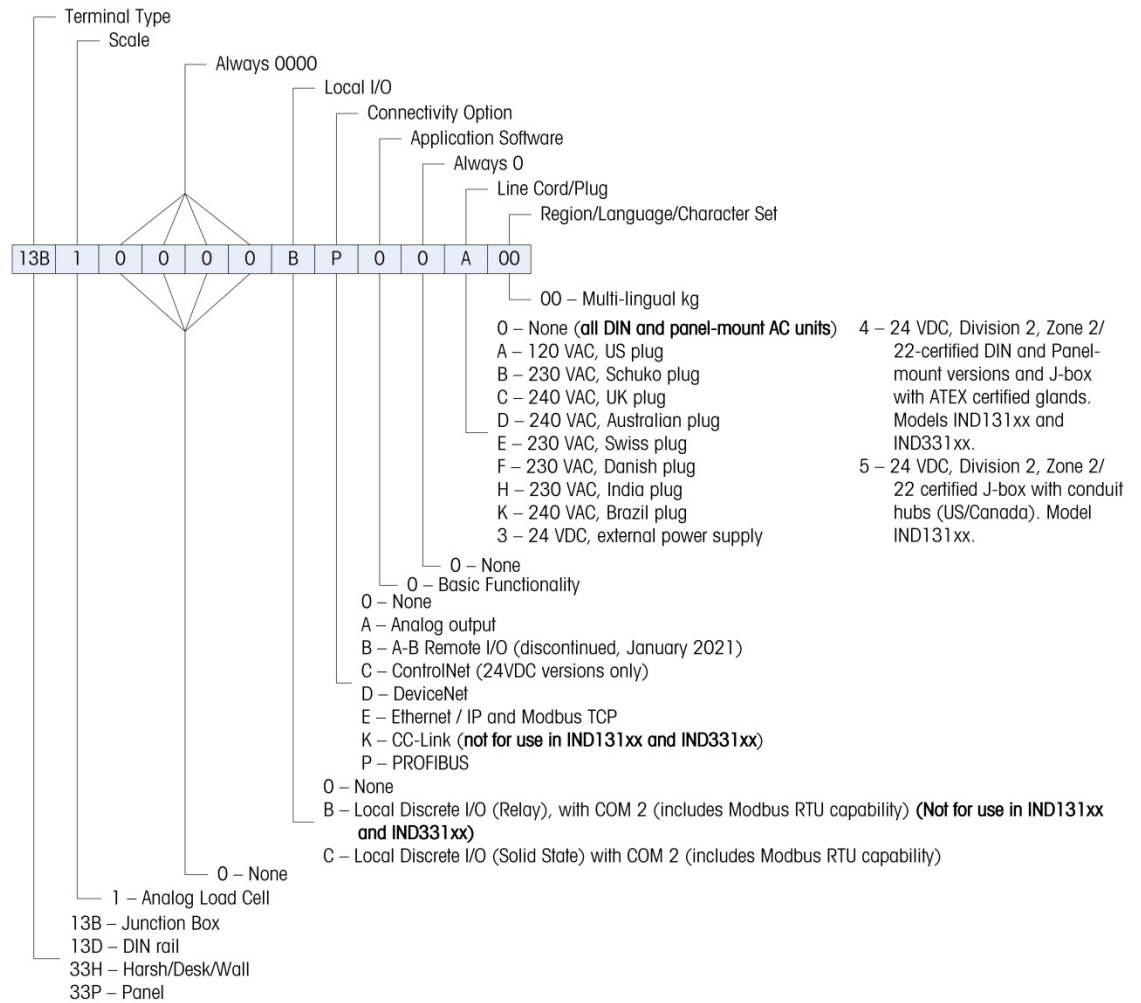 Terminal Type
Scale
Always 0000
Local I/O
Connectivity Option
Application Software
Always 0
Line Cord/Plug
Region/Language/Character Set
13B 1 0 0 0 0 B P 0 0 A 00
00 – Multi-lingual kg
0 – None (all DIN and panel-mount AC units)
A – 120 VAC, US plug
B – 230 VAC, Schuko plug
C – 240 VAC, UK plug
D – 240 VAC, Australian plug
E – 230 VAC, Swiss plug
F – 230 VAC, Danish plug
H – 230 VAC, India plug
K – 240 VAC, Brazil plug
3 – 24 VDC, external power supply
4 – 24 VDC, Division 2, Zone 2/
22-certified DIN and Panel-
mount versions and J-box
with ATEX certified glands.
Models IND131xx and
IND331xx.
5 – 24 VDC, Division 2, Zone 2/
22 certified J-box with conduit
hubs (US/Canada). Model
IND131xx.
0 – None
0 – Basic Functionality
0 – None
A – Analog output
B – A-B Remote I/O (discontinued, January 2021)
C – ControlNet (24VDC versions only)
D – DeviceNet
E – Ethernet / IP and Modbus TCP
K – CC-Link (not for use in IND131xx and IND331xx)
P – PROFIBUS
0 – None
B – Local Discrete I/O (Relay), with COM 2 (includes Modbus RTU capability) (Not for use in IND131xx
and IND331xx)
C – Local Discrete I/O (Solid State) with COM 2 (includes Modbus RTU capability)
0 – None
1 – Analog Load Cell
13B – Junction Box
13D – DIN rail
33H – Harsh/Desk/Wall
33P – Panel